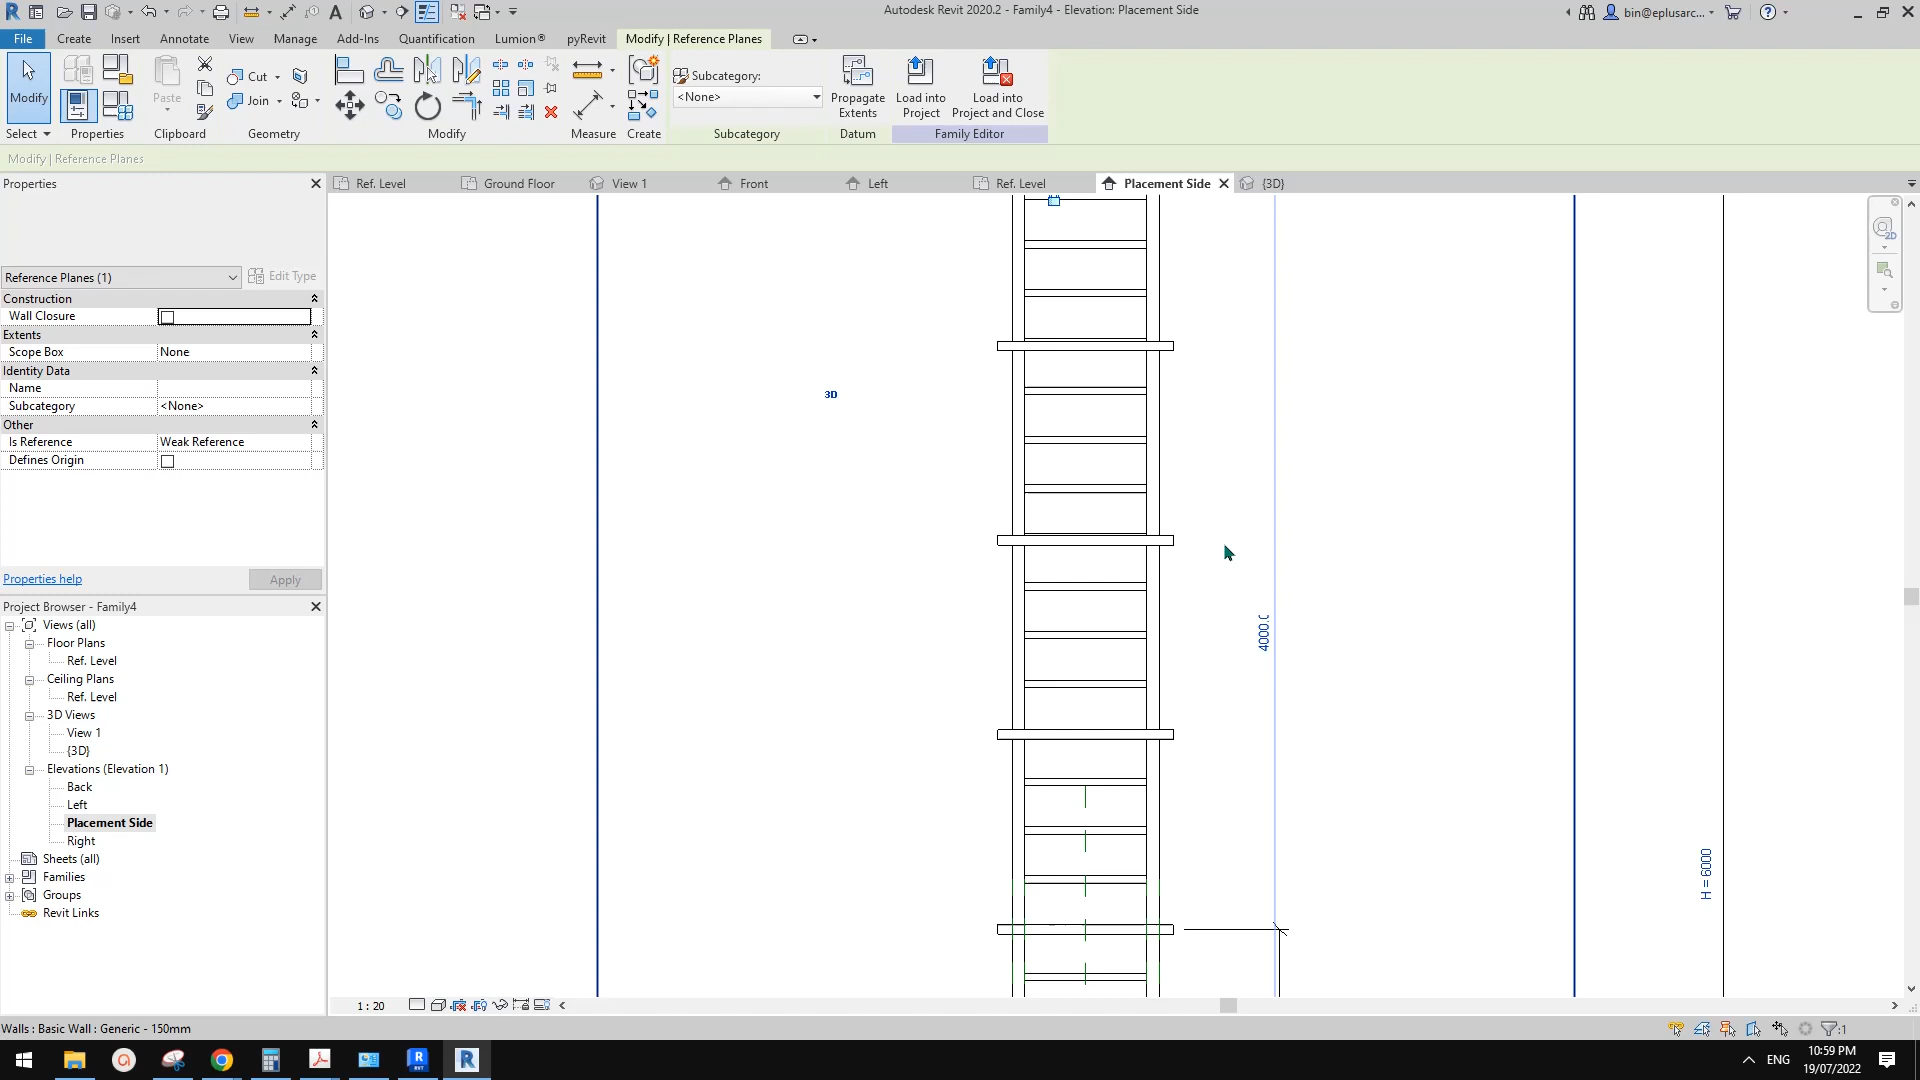 Autodesk Revit 2020.2 - Family4 - Elevation: Placement Side
bin@eplusarc...
File
Create
Insert
Annotate
View
Manage
Add-Ins
Quantification
Lumion®
pyRevit
Modify | Reference Planes
Modify
Paste
Cut
Join
Subcategory:
<None>
Propagate
Extents
Load into
Project
Load into
Project and Close
Select
Properties
Clipboard
Geometry
Modify
Measure
Create
Subcategory
Datum
Family Editor
Modify | Reference Planes
Properties
Ref. Level
Ground Floor
View 1
Front
Left
Ref. Level
Placement Side
{3D}
Reference Planes (1)
Edit Type
Construction
Wall Closure
Extents
Scope Box None
Identity Data
Name
Subcategory <None>
Other
Is Reference Weak Reference
Defines Origin
Properties help
Apply
Project Browser - Family4
Views (all)
Floor Plans
Ref. Level
Ceiling Plans
Ref. Level
3D Views
View 1
{3D}
Elevations (Elevation 1)
Back
Left
Placement Side
Right
Sheets (all)
Families
Groups
Revit Links
3D
2D
4000.0
H = 6000
1 : 20
Walls : Basic Wall : Generic - 150mm
:1
ENG
10:59 PM
19/07/2022